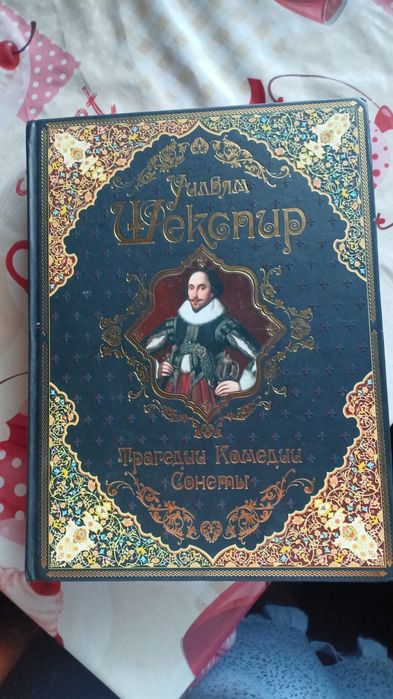 Уильям
Шекспир
Трагедии Комедии
Сонеты